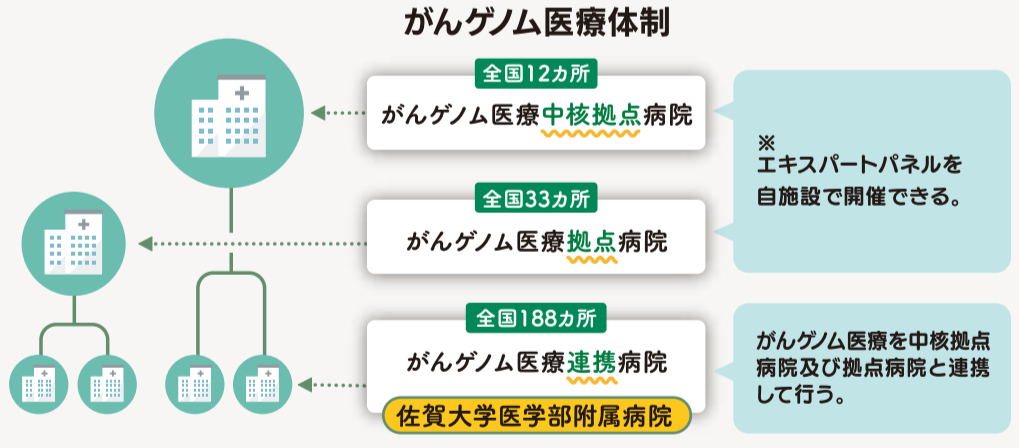 がんゲノム医療体制
全国12カ所
がんゲノム医療中核拠点病院
※
エキスパートパネルを
自施設で開催できる。
全国33カ所
がんゲノム医療拠点病院
全国188カ所
がんゲノム医療連携病院
佐賀大学医学部附属病院
がんゲノム医療を中核拠点
病院及び拠点病院と連携
して行う。